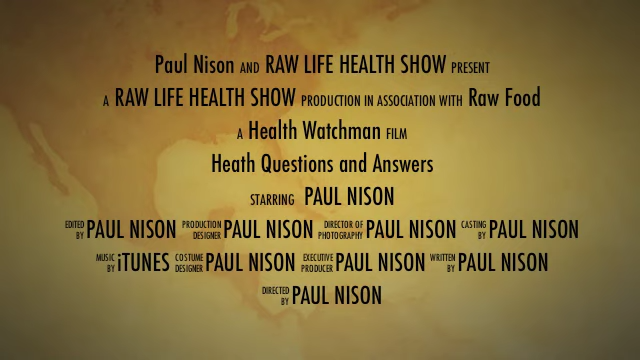 Paul Nison AND RAW LIFE HEALTH SHOW PRESENT
A RAW LIFE HEALTH SHOW PRODUCTION IN ASSOCIATION WITH Raw Food
A Health Watchman FILM
Heath Questions and Answers
STARRING PAUL NISON
EDITED BY PAUL NISON PRODUCTION DESIGNER PAUL NISON DIRECTOR OF PHOTOGRAPHY PAUL NISON CASTING BY PAUL NISON
MUSIC BY iTUNES COSTUME DESIGNER PAUL NISON EXECUTIVE PRODUCER PAUL NISON WRITTEN BY PAUL NISON
DIRECTED BY PAUL NISON